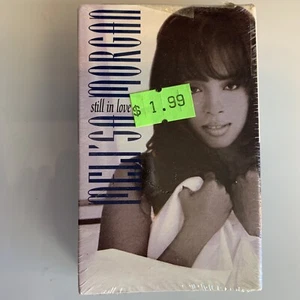 MELI'SA MORGAN
still in love
$1.99